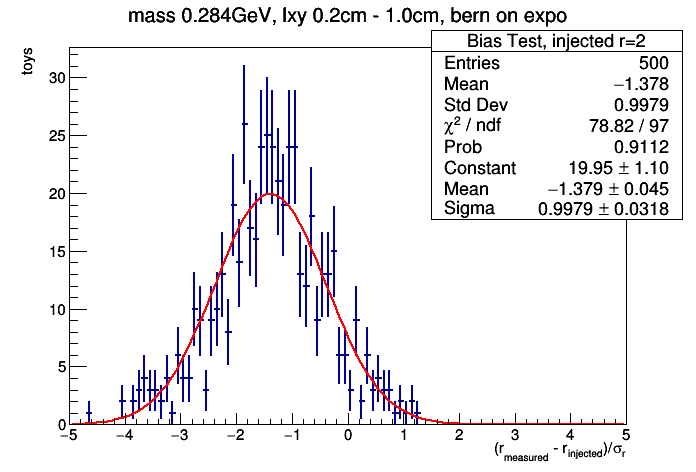 mass 0.284GeV, lxy 0.2cm - 1.0cm, bern on expo
toys
Bias Test, injected r=2
Entries 500
Mean −1.378
Std Dev 0.9979
χ² / ndf 78.82 / 97
Prob 0.9112
Constant 19.95 ± 1.10
Mean −1.379 ± 0.045
Sigma 0.9979 ± 0.0318
30
25
20
15
10
5
0
−5 −4 −3 −2 −1 0 1 2 3 4 5
(r_measured - r_injected)/σ_r